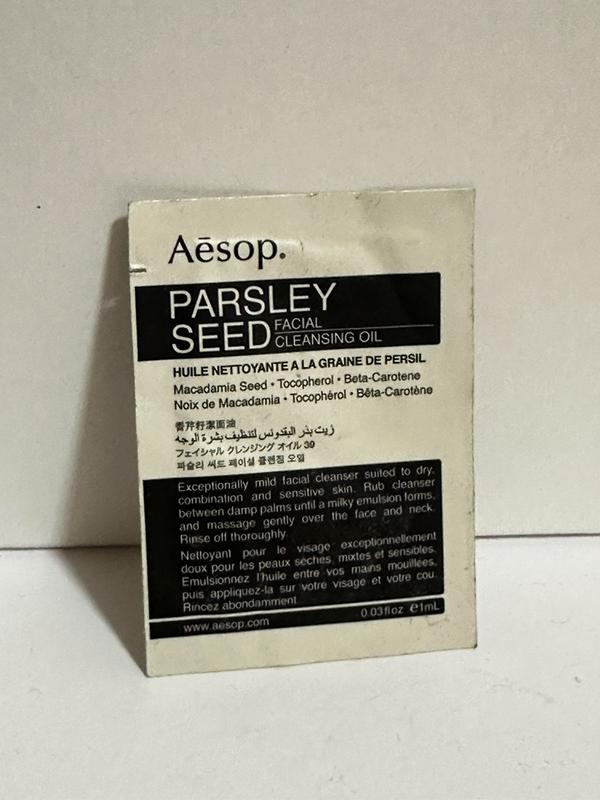 Aēsop.
PARSLEY
SEED FACIAL
CLEANSING OIL
HUILE NETTOYANTE A LA GRAINE DE PERSIL
Macadamia Seed • Tocopherol • Beta-Carotene
Noix de Macadamia • Tocophérol • Bêta-Carotène
香芹籽潔面油
زيت بذر البقدونس لتنظيف بشرة الوجه
フェイシャル クレンジング オイル 39
파슬리 씨드 페이셜 클렌징 오일
Exceptionally mild facial cleanser suited to dry,
combination and sensitive skin. Rub cleanser
between damp palms until a milky emulsion forms,
and massage gently over the face and neck.
Rinse off thoroughly.
Nettoyant pour le visage exceptionnellement
doux pour les peaux sèches, mixtes et sensibles.
Emulsionnez l'huile entre vos mains mouillées,
puis appliquez-la sur votre visage et votre cou.
Rincez abondamment.
www.aesop.com 0.03floz ℮1mL